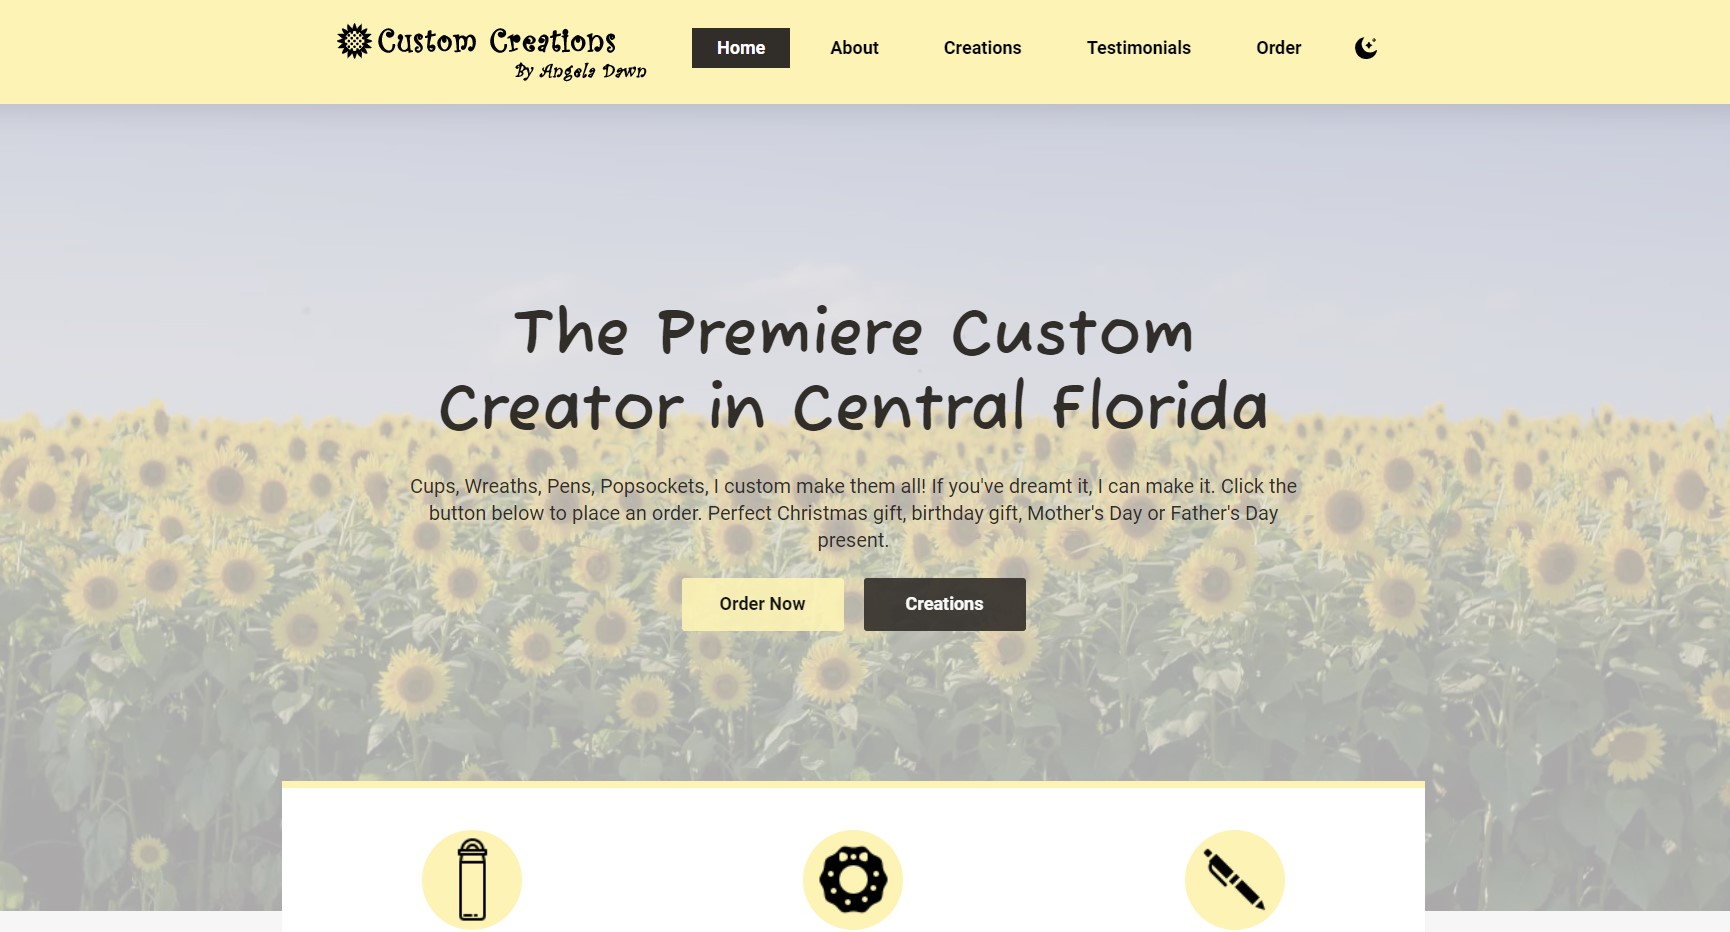 Custom Creations
By Angela Dawn
Home
About
Creations
Testimonials
Order
The Premiere Custom
Creator in Central Florida
Cups, Wreaths, Pens, Popsockets, I custom make them all! If you've dreamt it, I can make it. Click the
button below to place an order. Perfect Christmas gift, birthday gift, Mother's Day or Father's Day
present.
Order Now
Creations